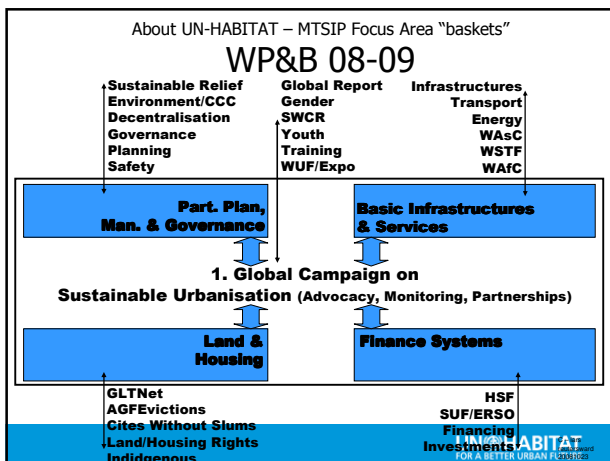 About UN-HABITAT – MTSIP Focus Area “baskets”
WP&B 08-09
Sustainable Relief
Environment/CCC
Decentralisation
Governance
Planning
Safety
Global Report
Gender
SWCR
Youth
Training
WUF/Expo
Infrastructures
Transport
Energy
WAsC
WSTF
WAfC
Part. Plan,
Man. & Governance
Basic Infrastructures
& Services
1. Global Campaign on
Sustainable Urbanisation (Advocacy, Monitoring, Partnerships)
Land &
Housing
Finance Systems
GLTNet
AGFEvictions
Cites Without Slums
Land/Housing Rights
Indidgenous
HSF
SUF/ERSO
Financing
Investments
UN HABITAT
FOR A BETTER URBAN